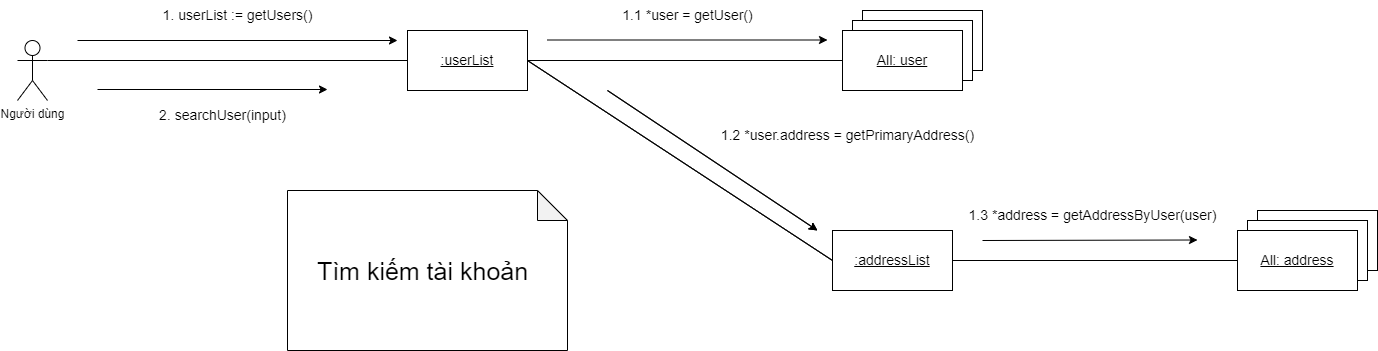 1. userList := getUsers()
1.1 *user = getUser()
:userList
All: user
Người dùng
2. searchUser(input)
1.2 *user.address = getPrimaryAddress()
1.3 *address = getAddressByUser(user)
:addressList
All: address
Tìm kiếm tài khoản